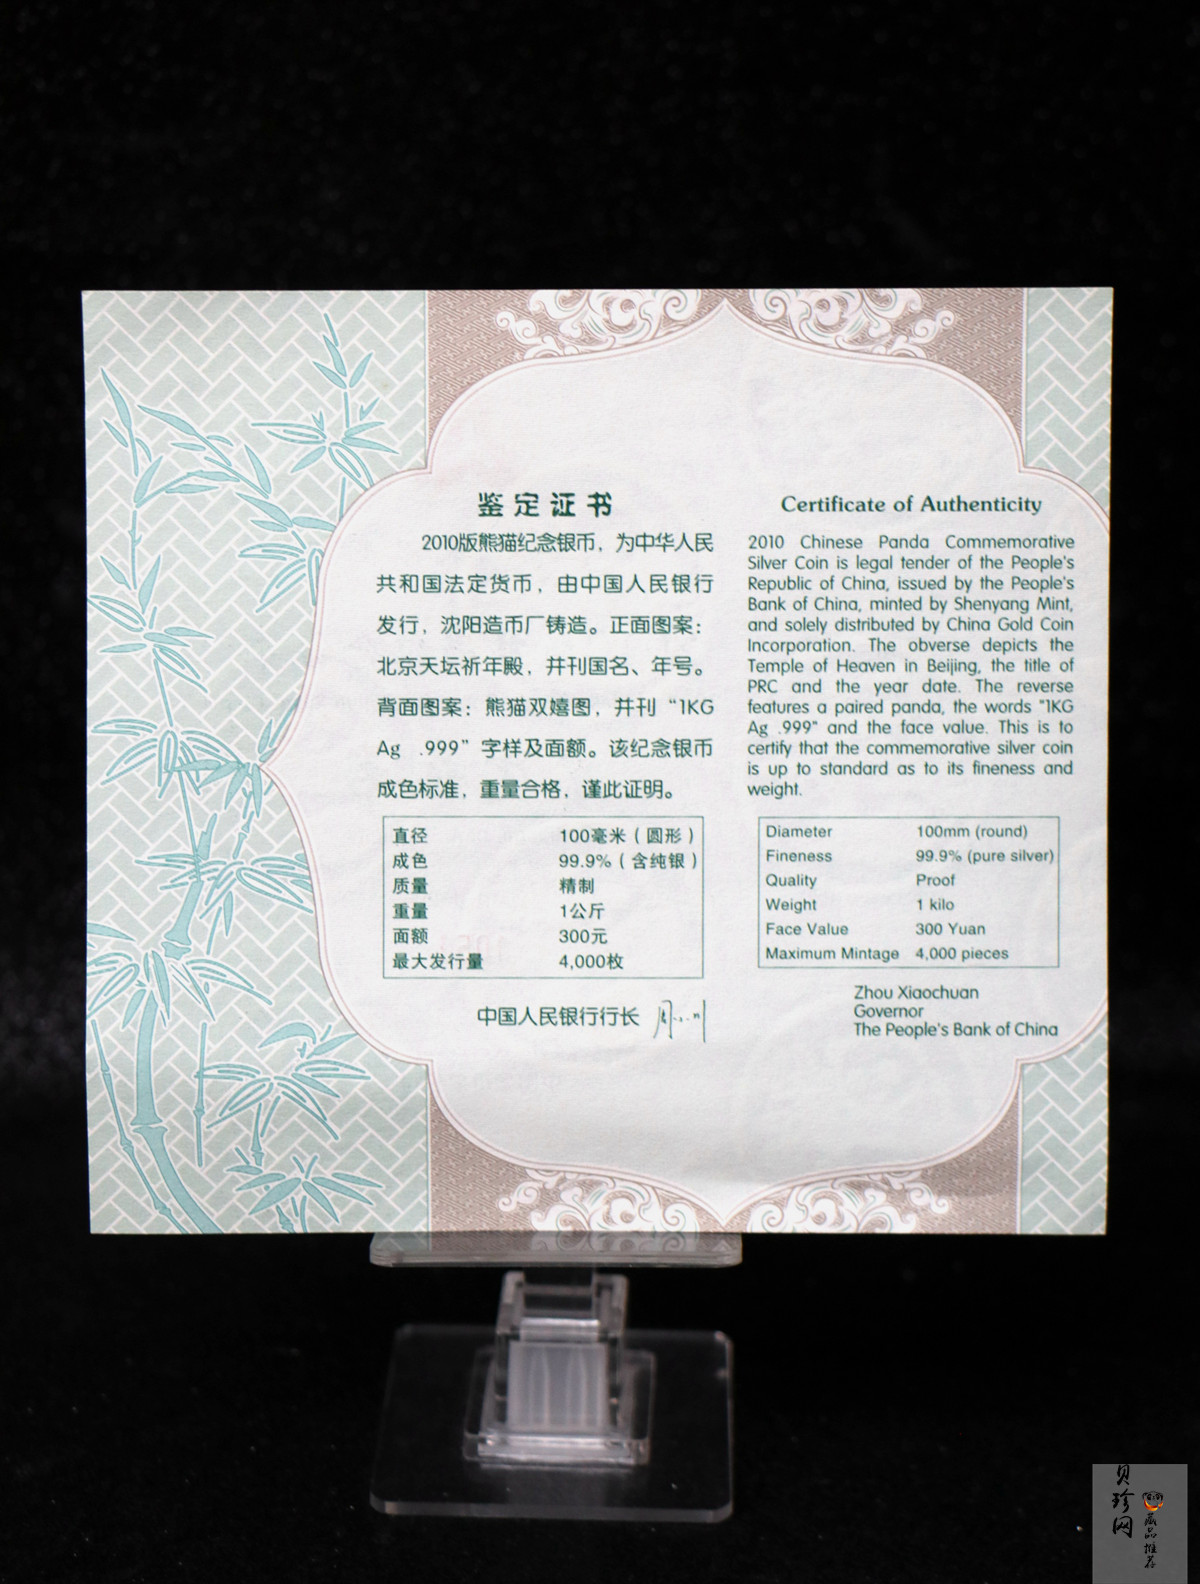 鉴定证书
2010版熊猫纪念银币，为中华人民
共和国法定货币，由中国人民银行
发行，沈阳造币厂铸造。正面图案：
北京天坛祈年殿，并刊国名、年号。
背面图案：熊猫双嬉图，并刊“1KG
Ag .999”字样及面额。该纪念银币
成色标准，重量合格，谨此证明。
直径 100毫米（圆形）
成色 99.9%（含纯银）
质量 精制
重量 1公斤
面额 300元
最大发行量 4,000枚
中国人民银行行长
Certificate of Authenticity
2010 Chinese Panda Commemorative
Silver Coin is legal tender of the People's
Republic of China, issued by the People's
Bank of China, minted by Shenyang Mint,
and solely distributed by China Gold Coin
Incorporation. The obverse depicts the
Temple of Heaven in Beijing, the title of
PRC and the year date. The reverse
features a paired panda, the words "1KG
Ag .999" and the face value. This is to
certify that the commemorative silver coin
is up to standard as to its fineness and
weight.
Diameter 100mm (round)
Fineness 99.9% (pure silver)
Quality Proof
Weight 1 kilo
Face Value 300 Yuan
Maximum Mintage 4,000 pieces
Zhou Xiaochuan
Governor
The People's Bank of China
贝珍网
藏品推荐